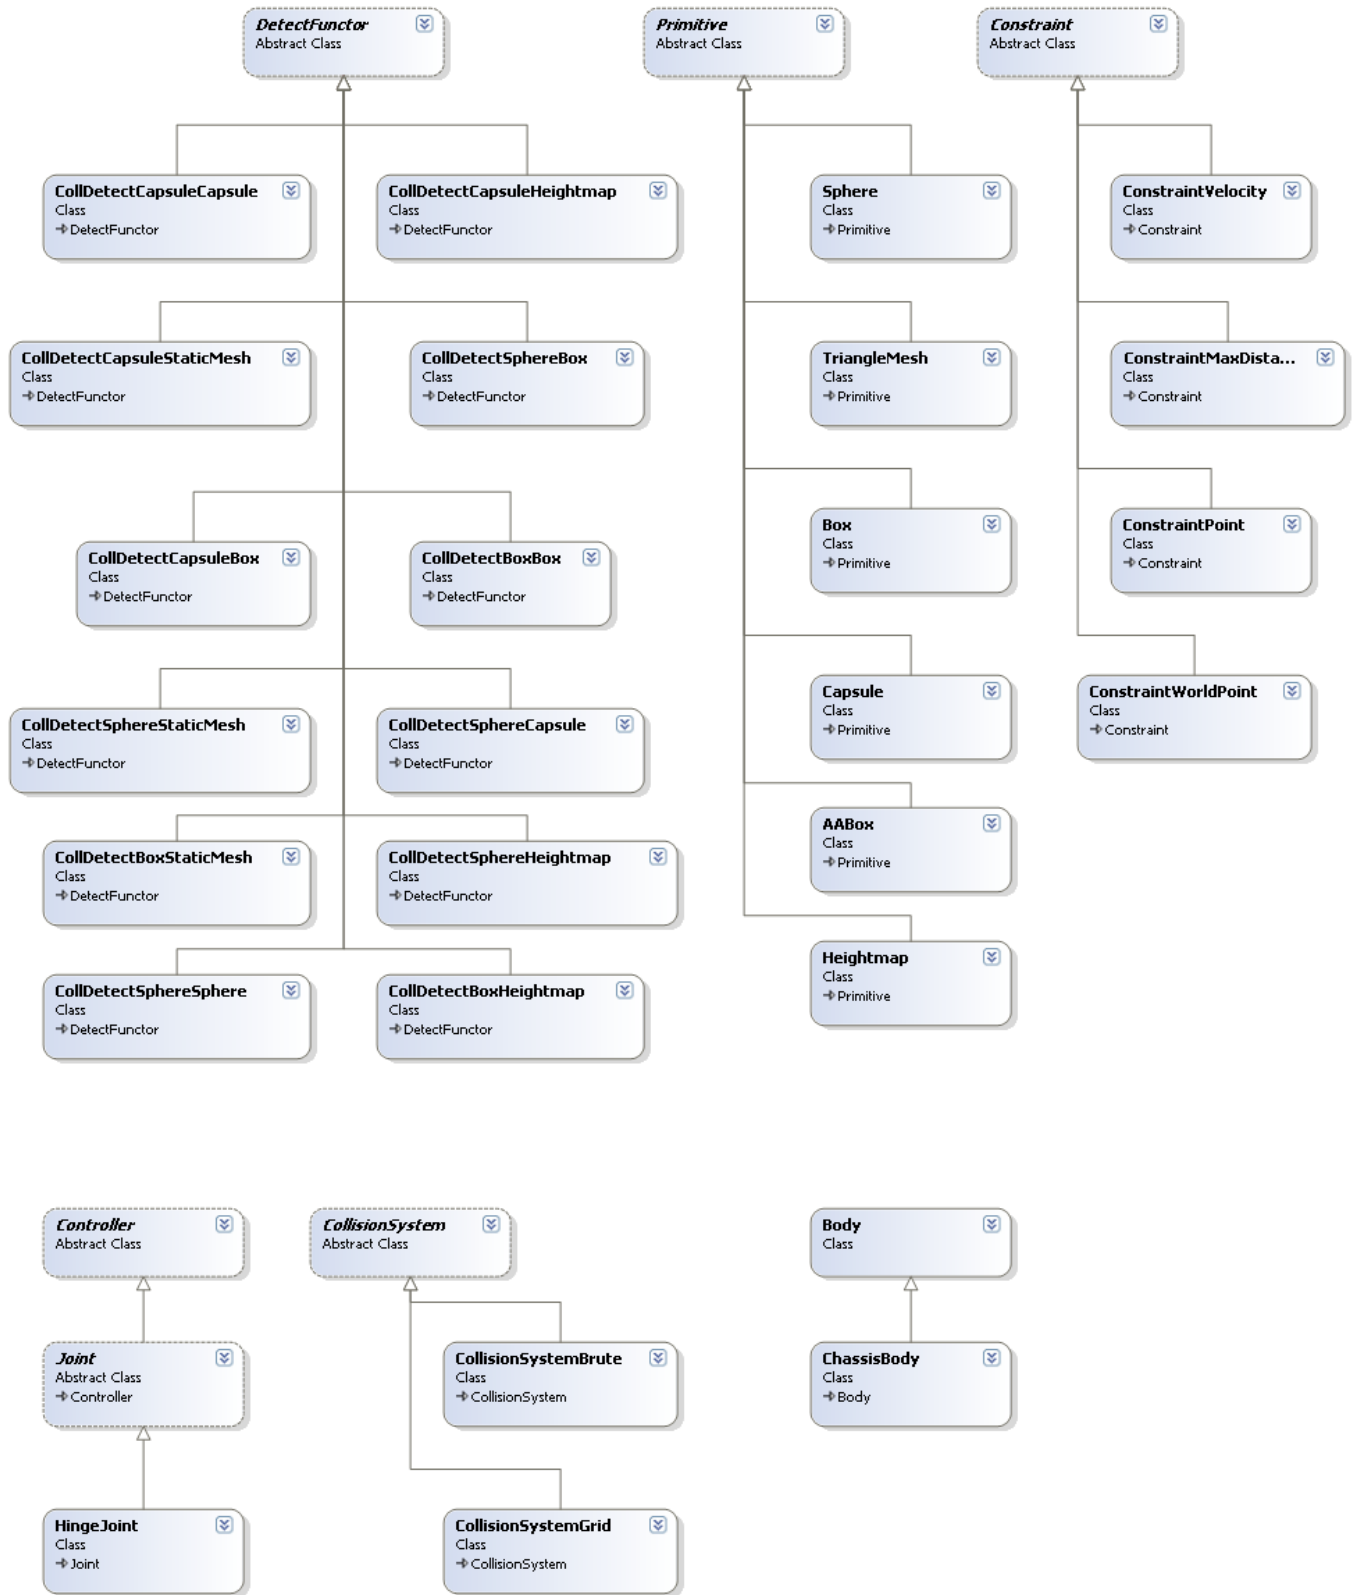 DetectFunctor
Abstract Class
Primitive
Abstract Class
Constraint
Abstract Class
CollDetectCapsuleCapsule
Class
DetectFunctor
CollDetectCapsuleHeightmap
Class
DetectFunctor
Sphere
Class
Primitive
ConstraintVelocity
Class
Constraint
CollDetectCapsuleStaticMesh
Class
DetectFunctor
CollDetectSphereBox
Class
DetectFunctor
TriangleMesh
Class
Primitive
ConstraintMaxDista...
Class
Constraint
CollDetectCapsuleBox
Class
DetectFunctor
CollDetectBoxBox
Class
DetectFunctor
Box
Class
Primitive
ConstraintPoint
Class
Constraint
CollDetectSphereStaticMesh
Class
DetectFunctor
CollDetectSphereCapsule
Class
DetectFunctor
Capsule
Class
Primitive
ConstraintWorldPoint
Class
Constraint
CollDetectBoxStaticMesh
Class
DetectFunctor
CollDetectSphereHeightmap
Class
DetectFunctor
AABox
Class
Primitive
CollDetectSphereSphere
Class
DetectFunctor
CollDetectBoxHeightmap
Class
DetectFunctor
Heightmap
Class
Primitive
Controller
Abstract Class
CollisionSystem
Abstract Class
Body
Class
Joint
Abstract Class
Controller
CollisionSystemBrute
Class
CollisionSystem
ChassisBody
Class
Body
HingeJoint
Class
Joint
CollisionSystemGrid
Class
CollisionSystem